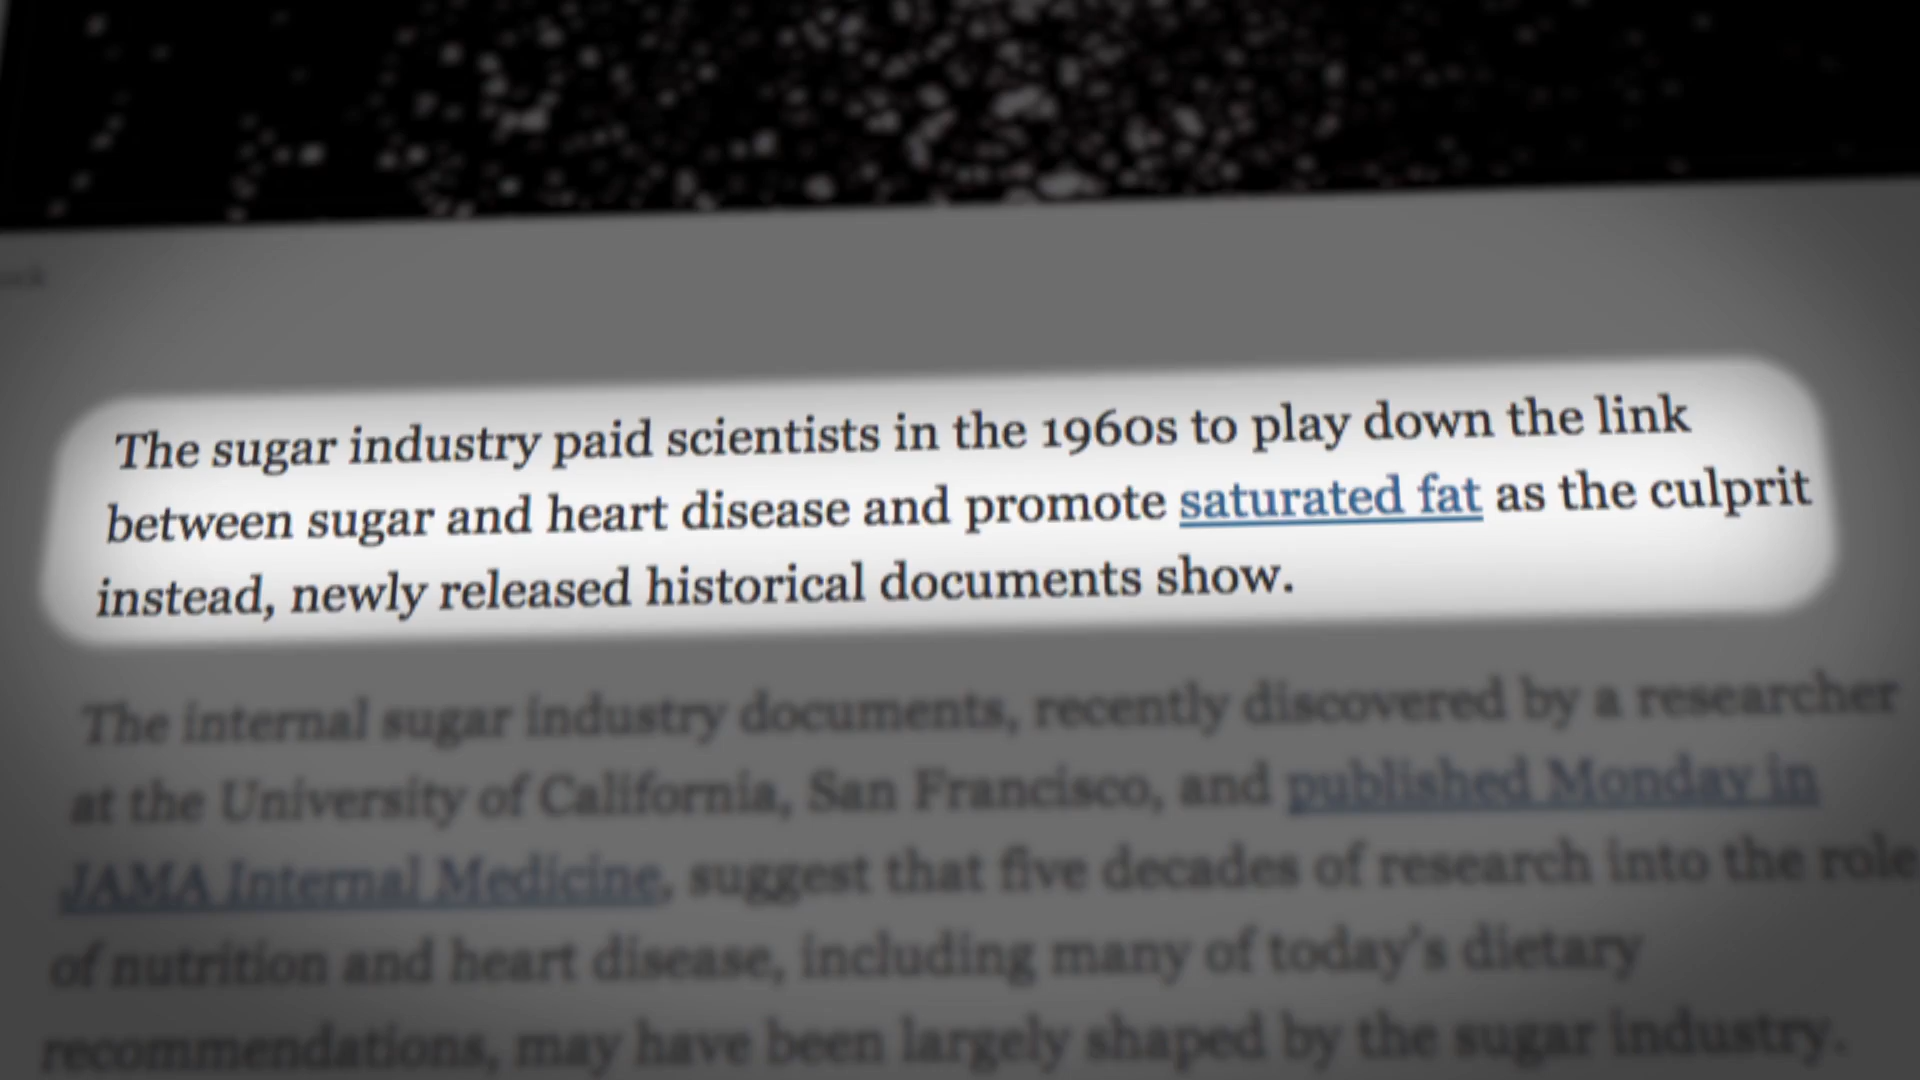 The sugar industry paid scientists in the 1960s to play down the link
between sugar and heart disease and promote saturated fat as the culprit
instead, newly released historical documents show.
The internal sugar industry documents, recently discovered by a researcher
at the University of California, San Francisco, and published Monday in
JAMA Internal Medicine, suggest that five decades of research into the role
of nutrition and heart disease, including many of today's dietary
recommendations, may have been largely shaped by the sugar industry.